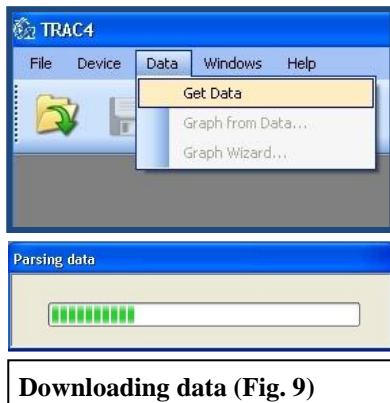 TRAC4
File Device Data Windows Help
Get Data
Graph from Data...
Graph Wizard...
Parsing data
Downloading data (Fig. 9)